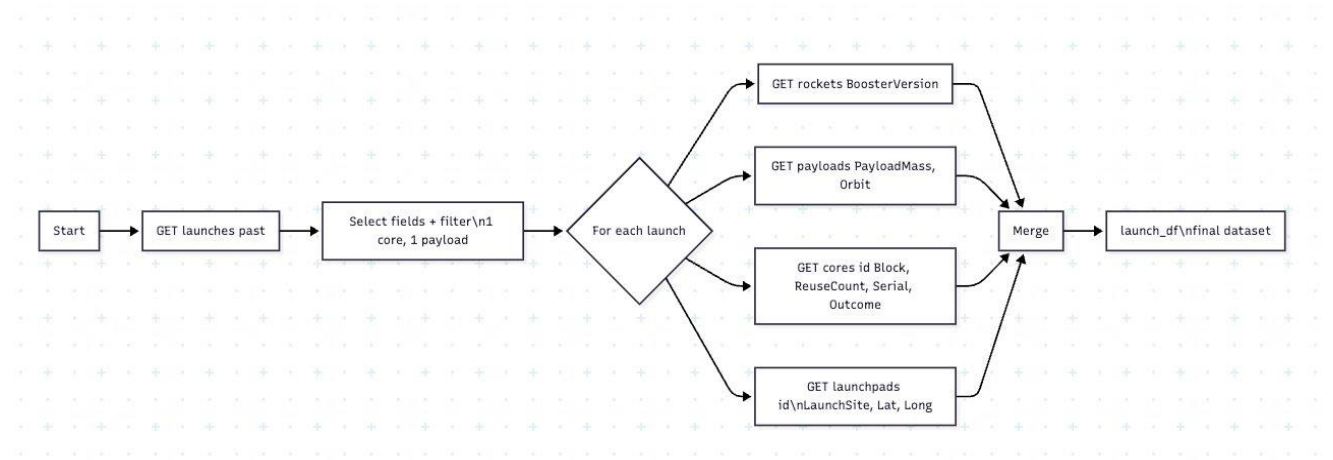 Start
GET launches past
Select fields + filter\n1
core, 1 payload
For each launch
GET rockets BoosterVersion
GET payloads PayloadMass,
Orbit
GET cores id Block,
ReuseCount, Serial,
Outcome
GET launchpads
id\nLaunchSite, Lat, Long
Merge
launch_df\nfinal dataset